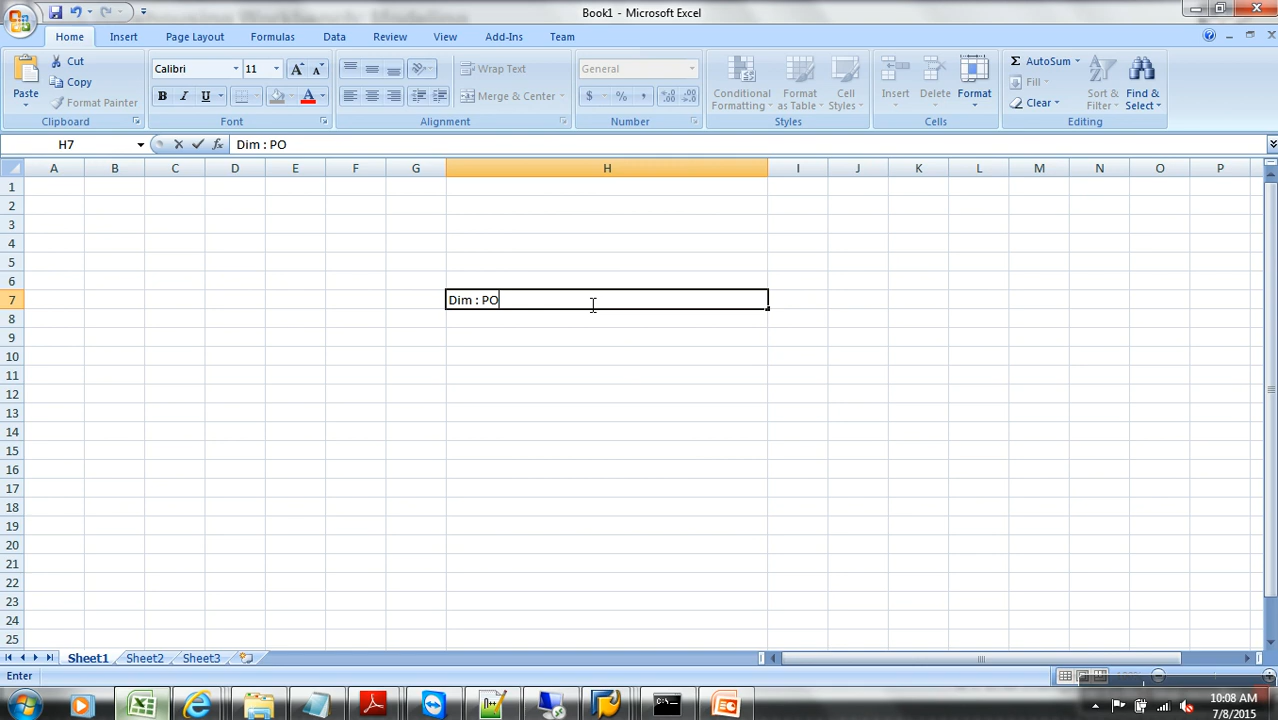 Book1 - Microsoft Excel
Home Insert Page Layout Formulas Data Review View Add-Ins Team
Paste
Cut
Copy
Format Painter
Clipboard
Calibri 11
B I U
Font
Wrap Text
Merge & Center
Alignment
General
$ % ,
Number
Conditional Formatting
Format as Table
Cell Styles
Styles
Insert
Delete
Format
Cells
AutoSum
Fill
Clear
Sort & Filter
Find & Select
Editing
H7 fx Dim : PO
A B C D E F G H I J K L M N O P
1
2
3
4
5
6
7 Dim : PO
8
9
10
11
12
13
14
15
16
17
18
19
20
21
22
23
24
25
Sheet1 Sheet2 Sheet3
Enter
10:08 AM
7/8/2015